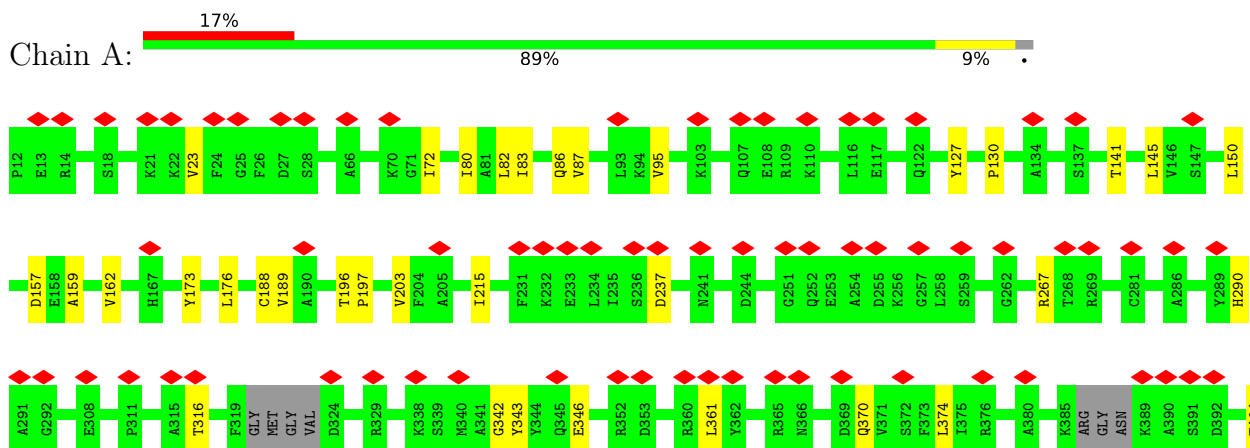 17%
Chain A:
89% 9% •
P12 E13 R14 S18 K21 K22 V23 F24 G25 F26 D27 S28 A66 K70 G71 I72 I80 A81 L82 I83 Q86 V87 L93 K94 V95 K103 Q107 E108 R109 K110 L116 E117 Q122 Y127 P130 A134 S137 T141 L145 V146 S147 L150
D157 E158 A159 V162 H167 Y173 L176 C188 V189 A190 T196 P197 V203 F204 A205 I215 F231 K232 E233 L234 I235 S236 D237 N241 D244 G251 Q252 E253 A254 D255 K256 G257 L258 S259 G262 R267 T268 R269 C281 A286 Y289 H290
A291 G292 E308 P311 A315 T316 F319 GLY MET GLY VAL D324 R329 K338 S339 M340 A341 G342 Y343 Y344 Q345 E346 R352 D353 R360 L361 Y362 R365 N366 D369 Q370 V371 S372 F373 L374 I375 R376 A380 K385 ARG GLY ASN K389 A390 S391 D392